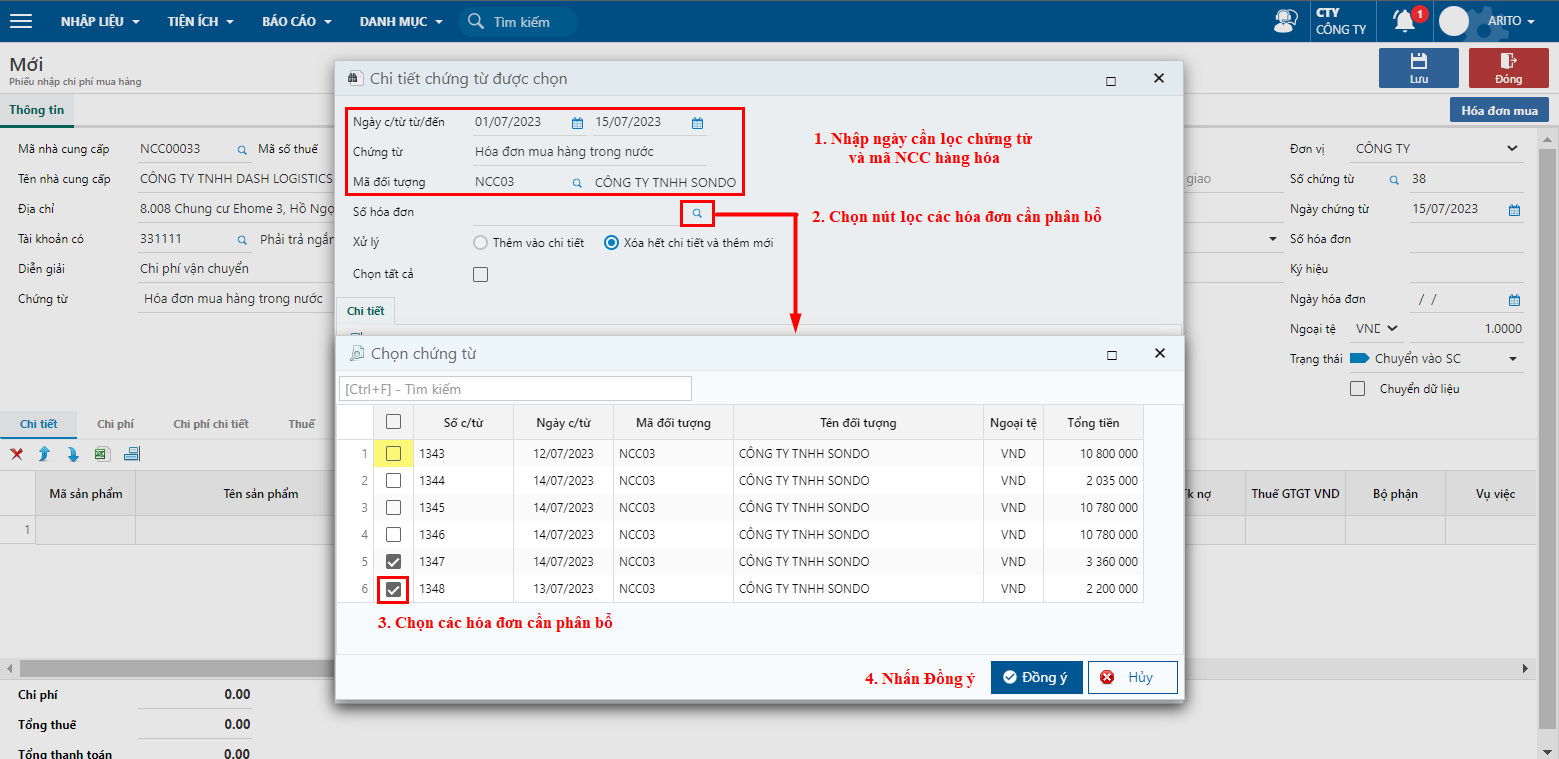 NHẬP LIỆU
TIỆN ÍCH
BÁO CÁO
DANH MỤC
Tìm kiếm
CTY
CÔNG TY
1
ARITO
Mới
Phiếu nhập chi phí mua hàng
Lưu
Đóng
Thông tin
Hóa đơn mua
Mã nhà cung cấp NCC00033 Mã số thuế
Tên nhà cung cấp CÔNG TY TNHH DASH LOGISTICS
Địa chỉ 8.008 Chung cư Ehome 3, Hồ Ngọ
Tài khoản có 331111 Phải trả ngắn
Diễn giải Chi phí vận chuyển
Chứng từ Hóa đơn mua hàng trong nước
giao
Đơn vị CÔNG TY
Số chứng từ 38
Ngày chứng từ 15/07/2023
Số hóa đơn
Ký hiệu
Ngày hóa đơn / /
Ngoại tệ VND 1.0000
Trạng thái Chuyển vào SC
Chuyển dữ liệu
Chi tiết chứng từ được chọn
Ngày c/từ từ/đến 01/07/2023 15/07/2023
Chứng từ Hóa đơn mua hàng trong nước
Mã đối tượng NCC03 CÔNG TY TNHH SONDO
Số hóa đơn
Xử lý Thêm vào chi tiết Xóa hết chi tiết và thêm mới
Chọn tất cả
Chi tiết
1. Nhập ngày cần lọc chứng từ
và mã NCC hàng hóa
2. Chọn nút lọc các hóa đơn cần phân bổ
Chọn chứng từ
[Ctrl+F] - Tìm kiếm
Số c/từ Ngày c/từ Mã đối tượng Tên đối tượng Ngoại tệ Tổng tiền
1 1343 12/07/2023 NCC03 CÔNG TY TNHH SONDO VND 10 800 000
2 1344 14/07/2023 NCC03 CÔNG TY TNHH SONDO VND 2 035 000
3 1345 14/07/2023 NCC03 CÔNG TY TNHH SONDO VND 10 780 000
4 1346 14/07/2023 NCC03 CÔNG TY TNHH SONDO VND 10 780 000
5 1347 14/07/2023 NCC03 CÔNG TY TNHH SONDO VND 3 360 000
6 1348 13/07/2023 NCC03 CÔNG TY TNHH SONDO VND 2 200 000
3. Chọn các hóa đơn cần phân bổ
4. Nhấn Đồng ý
Đồng ý
Hủy
Chi tiết Chi phí Chi phí chi tiết Thuế
Mã sản phẩm Tên sản phẩm Tk nợ Thuế GTGT VND Bộ phận Vụ việc
1
Chi phí 0.00
Tổng thuế 0.00
Tổng thanh toán 0.00